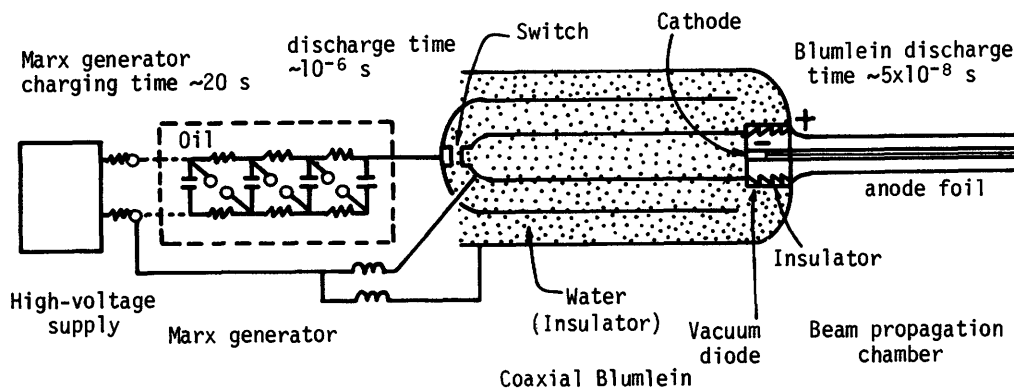 Marx generator
charging time ~20 s
discharge time
~10⁻⁶ s
Switch
Cathode
Blumlein discharge
time ~5x10⁻⁸ s
Oil
+
-
anode foil
Insulator
High-voltage
supply
Marx generator
Water
(Insulator)
Vacuum
diode
Beam propagation
chamber
Coaxial Blumlein